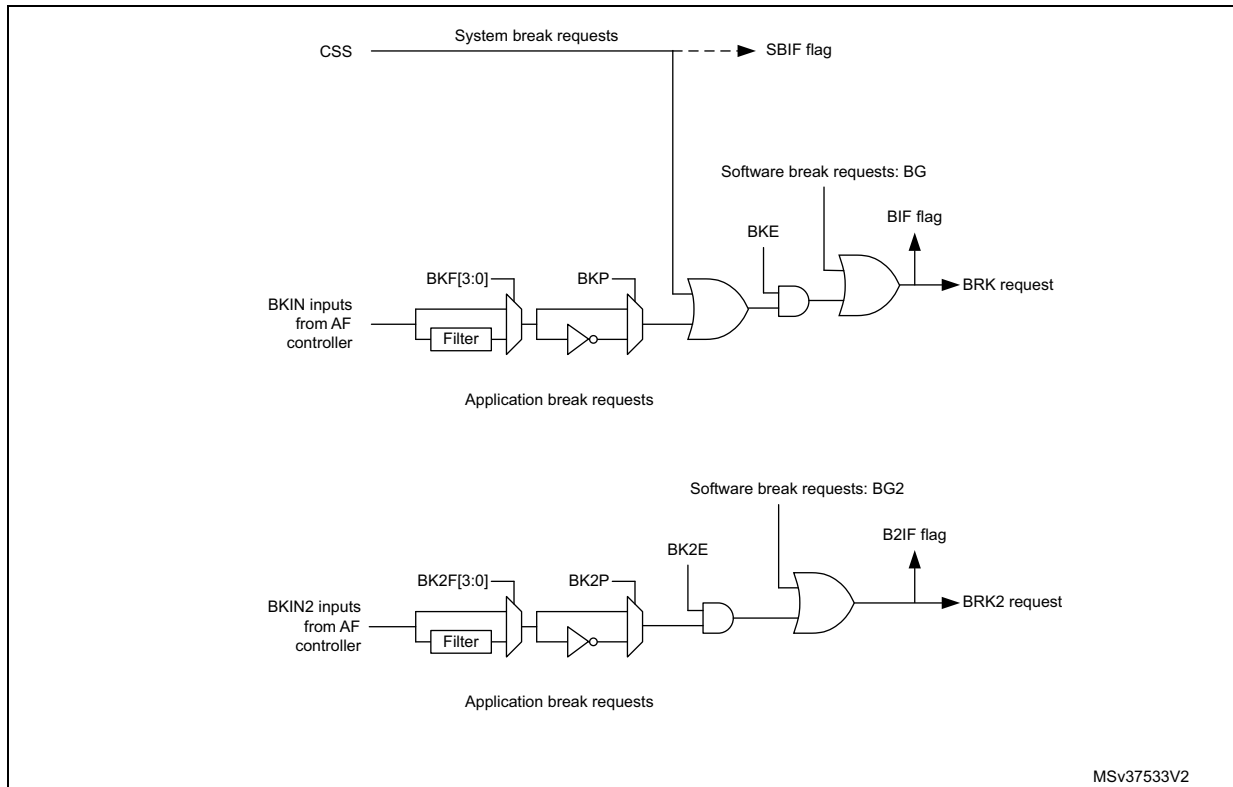 System break requests
CSS
SBIF flag
Software break requests: BG
BIF flag
BKE
BKF[3:0]
BKP
BRK request
BKIN inputs
from AF
controller
Filter
Application break requests
Software break requests: BG2
B2IF flag
BK2E
BK2F[3:0]
BK2P
BRK2 request
BKIN2 inputs
from AF
controller
Filter
Application break requests
MSv37533V2